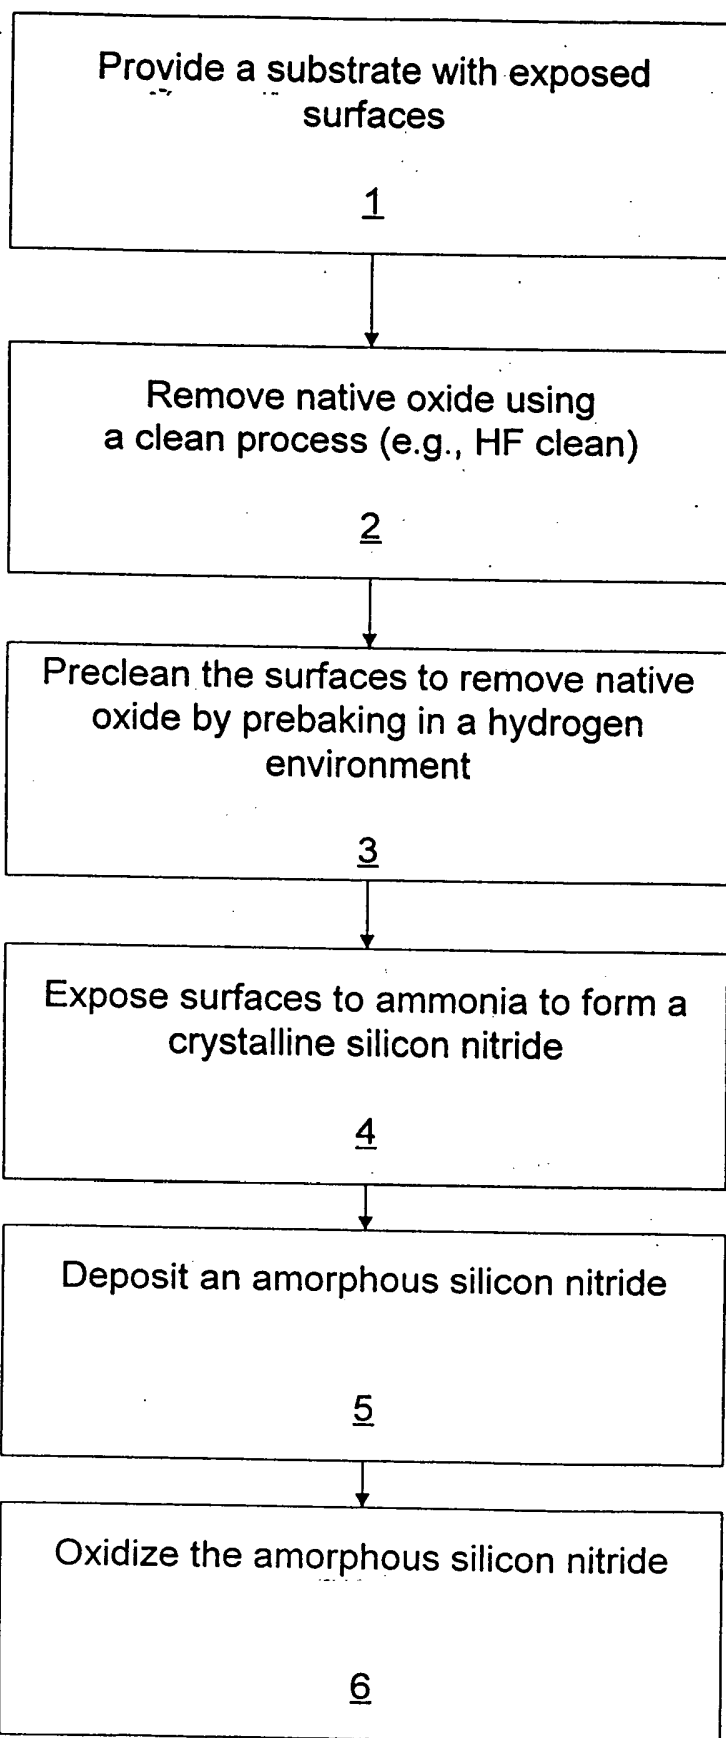 Provide a substrate with exposed
surfaces
1
Remove native oxide using
a clean process (e.g., HF clean)
2
Preclean the surfaces to remove native
oxide by prebaking in a hydrogen
environment
3
Expose surfaces to ammonia to form a
crystalline silicon nitride
4
Deposit an amorphous silicon nitride
5
Oxidize the amorphous silicon nitride
6